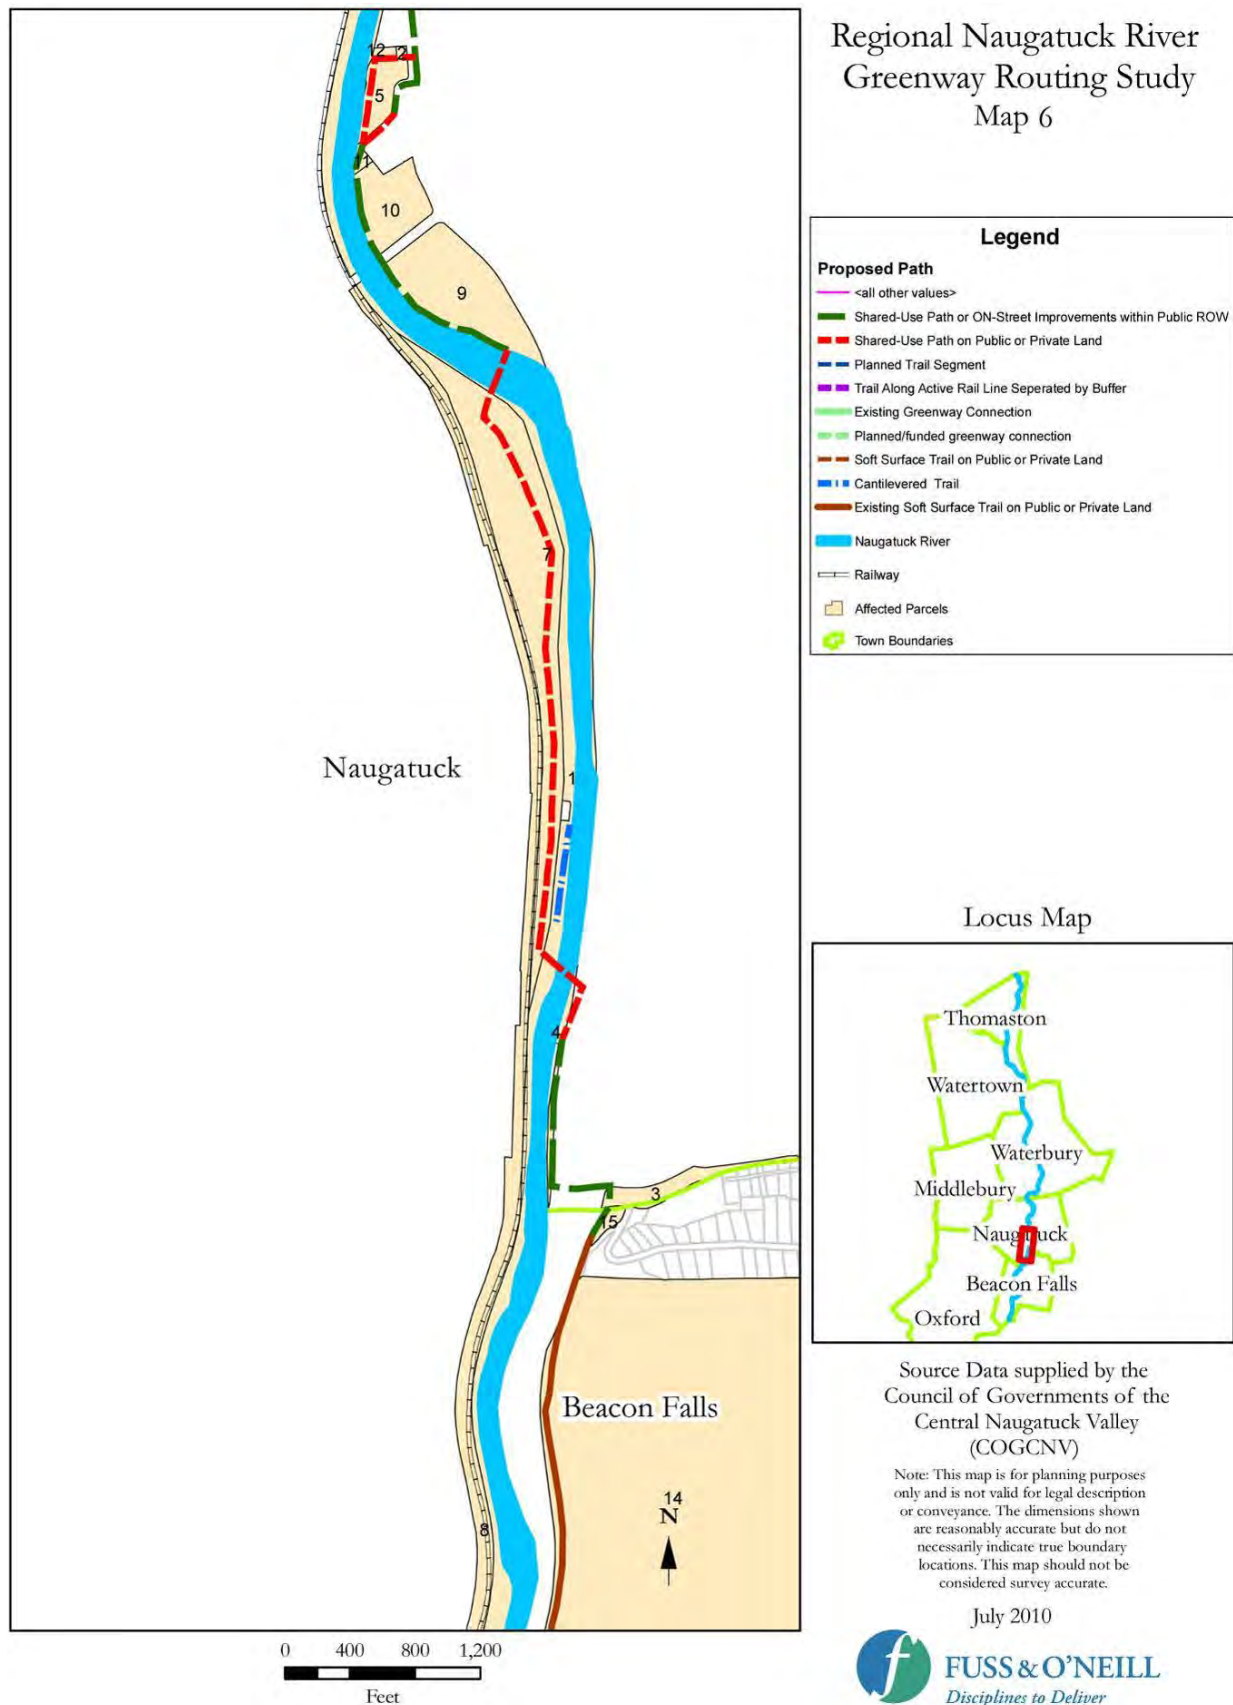 Regional Naugatuck River
Greenway Routing Study
Map 6
Legend
Proposed Path
<all other values>
Shared-Use Path or ON-Street Improvements within Public ROW
Shared-Use Path on Public or Private Land
Planned Trail Segment
Trail Along Active Rail Line Seperated by Buffer
Existing Greenway Connection
Planned/funded greenway connection
Soft Surface Trail on Public or Private Land
Cantilevered Trail
Existing Soft Surface Trail on Public or Private Land
Naugatuck River
Railway
Affected Parcels
Town Boundaries
12
2
5
11
10
9
7
Naugatuck
1
4
3
15
Beacon Falls
14
N
8
0 400 800 1,200
Feet
Locus Map
Thomaston
Watertown
Waterbury
Middlebury
Naugatuck
Beacon Falls
Oxford
Source Data supplied by the
Council of Governments of the
Central Naugatuck Valley
(COGCNV)
Note: This map is for planning purposes
only and is not valid for legal description
or conveyance. The dimensions shown
are reasonably accurate but do not
necessarily indicate true boundary
locations. This map should not be
considered survey accurate.
July 2010
f
FUSS & O'NEILL
Disciplines to Deliver